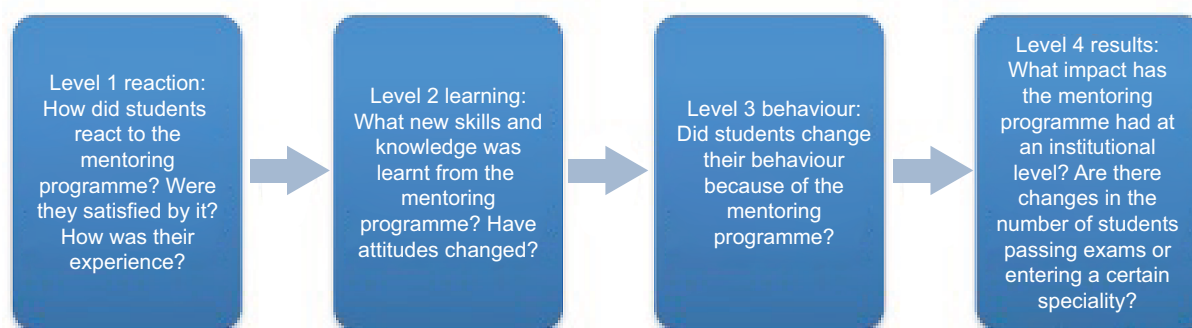 Level 1 reaction:
How did students
react to the
mentoring
programme? Were
they satisfied by it?
How was their
experience?
Level 2 learning:
What new skills and
knowledge was
learnt from the
mentoring
programme? Have
attitudes changed?
Level 3 behaviour:
Did students change
their behaviour
because of the
mentoring
programme?
Level 4 results:
What impact has
the mentoring
programme had at
an institutional
level? Are there
changes in the
number of students
passing exams or
entering a certain
speciality?